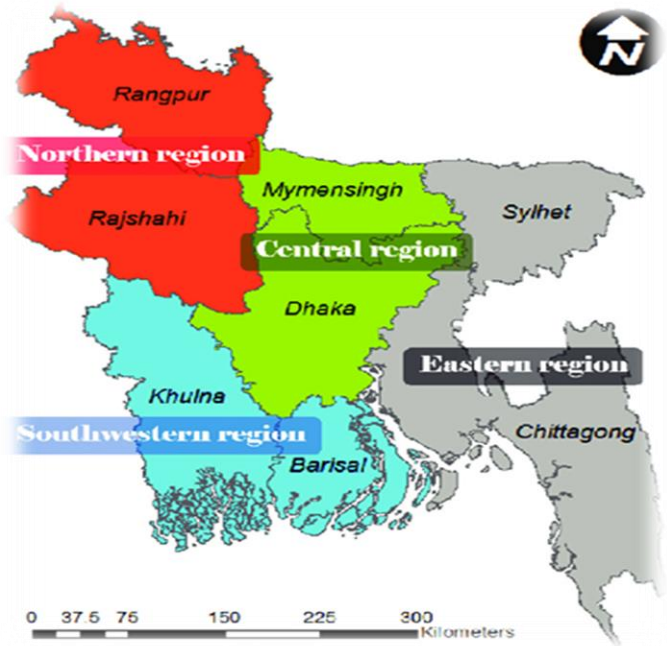 N
Rangpur
Northern region
Mymensingh
Rajshahi
Sylhet
Central region
Dhaka
Eastern region
Khulna
Southwestern region
Chittagong
Barisal
0 37.5 75 150 225 300
Kilometers